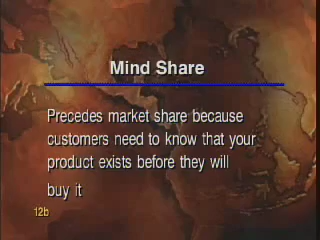 Mind Share
Precedes market share because
customers need to know that your
product exists before they will
buy it
12b